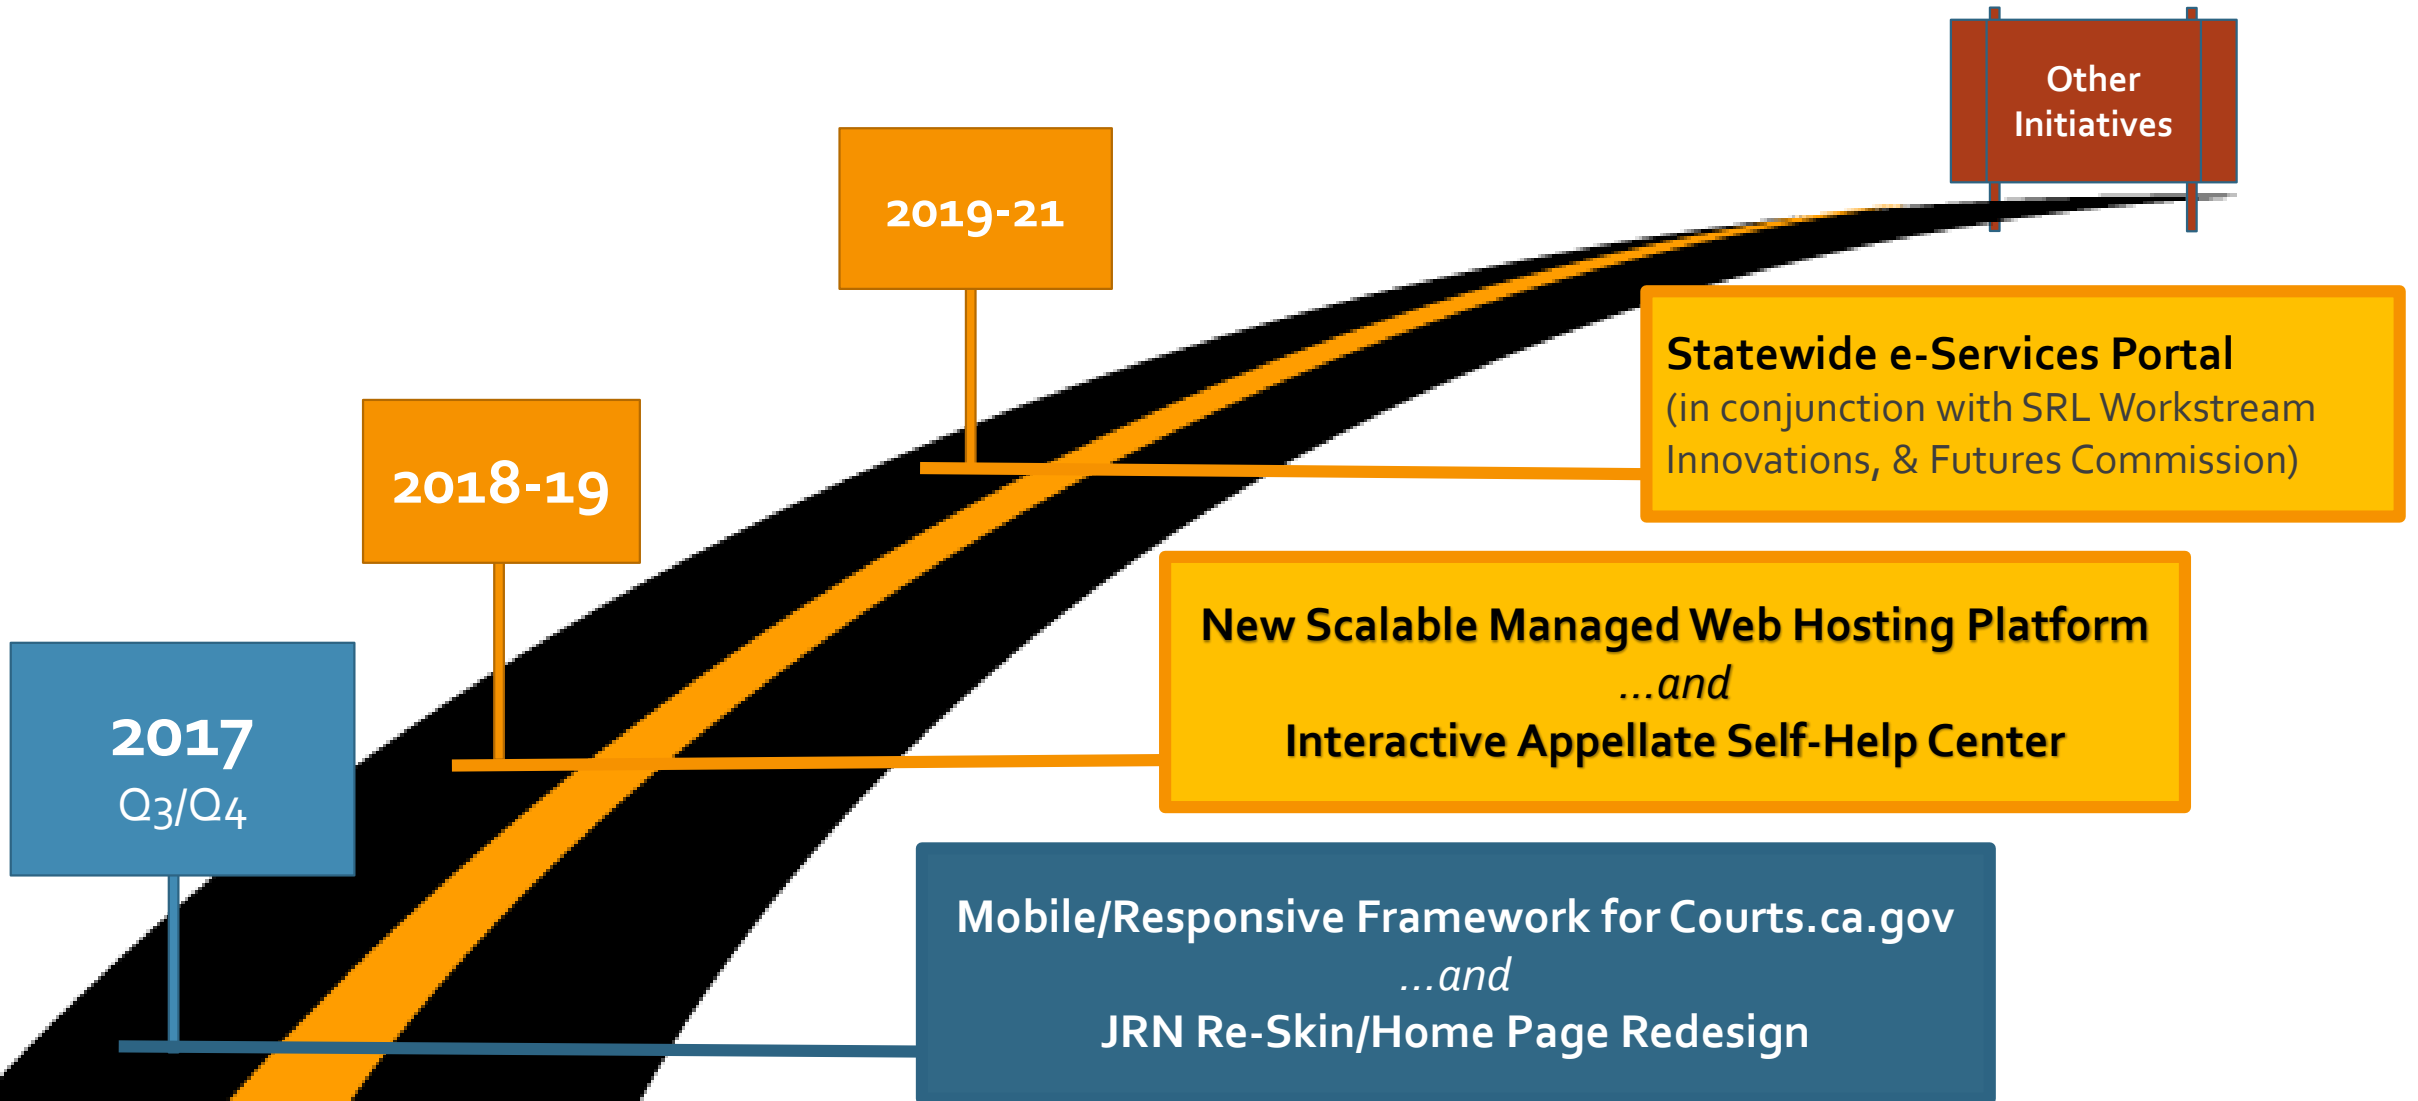 Other
Initiatives
2019-21
Statewide e-Services Portal
(in conjunction with SRL Workstream
Innovations, & Futures Commission)
2018-19
New Scalable Managed Web Hosting Platform
...and
Interactive Appellate Self-Help Center
2017
Q3/Q4
Mobile/Responsive Framework for Courts.ca.gov
...and
JRN Re-Skin/Home Page Redesign